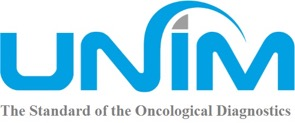 UNIM
The Standard of the Oncological Diagnostics